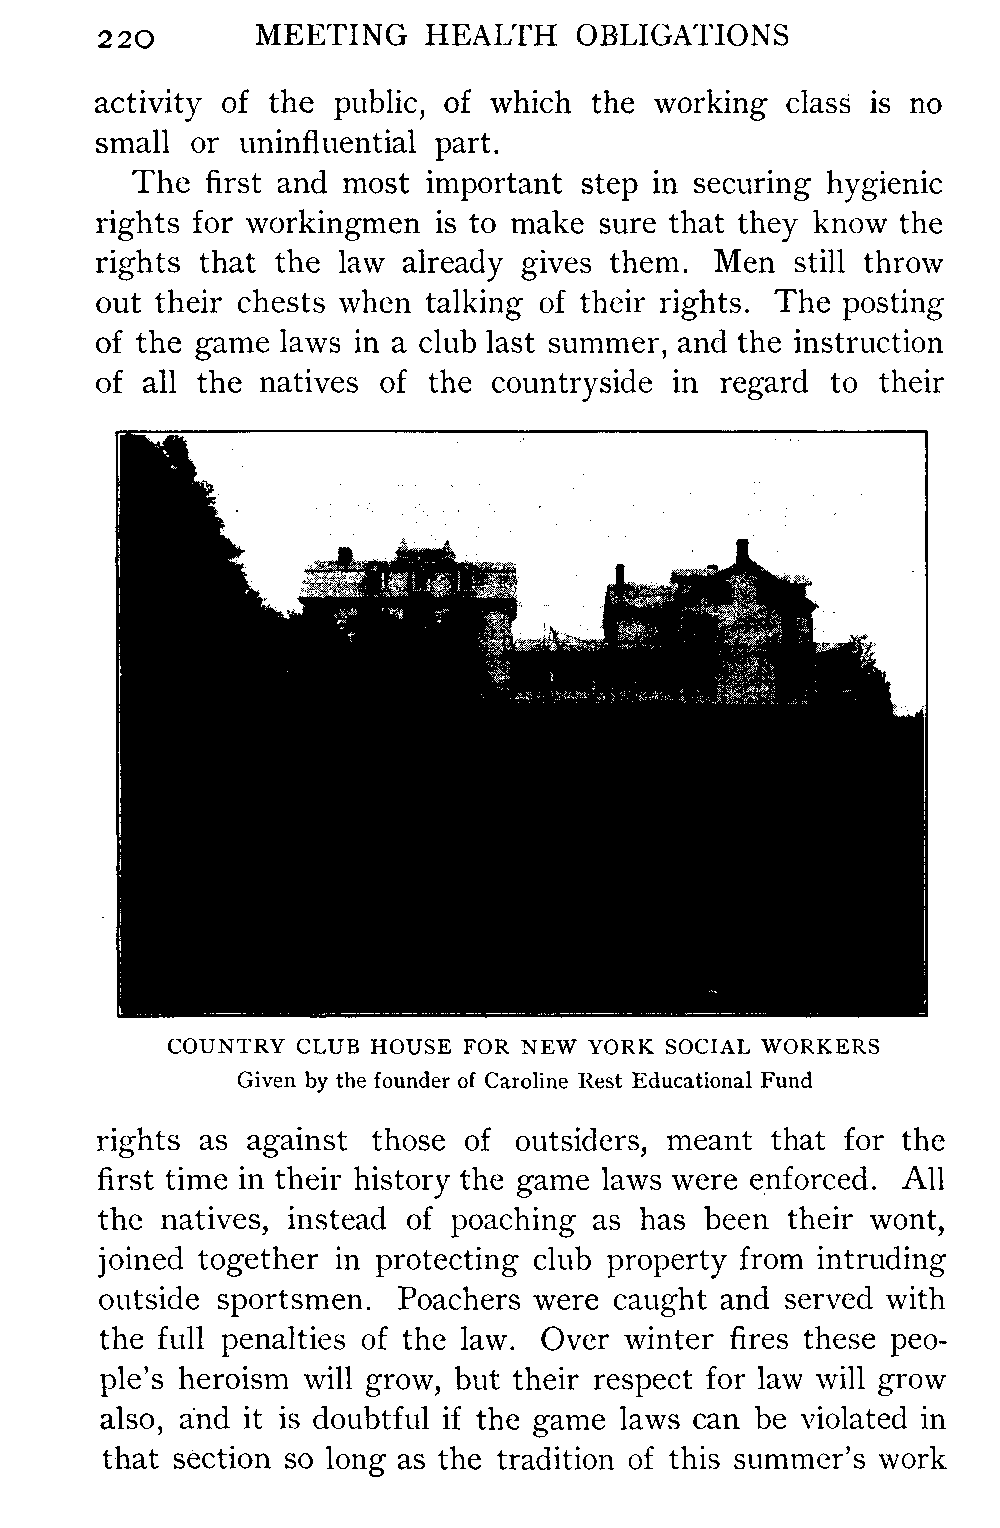 220 MEETING HEALTH OBLIGATIONS
activity of the public, of which the working class is no
small or uninfluential part.
The first and most important step in securing hygienic
rights for workingmen is to make sure that they know the
rights that the law already gives them. Men still throw
out their chests when talking of their rights. The posting
of the game laws in a club last summer, and the instruction
of all the natives of the countryside in regard to their
COUNTRY CLUB HOUSE FOR NEW YORK SOCIAL WORKERS
Given by the founder of Caroline Rest Educational Fund
rights as against those of outsiders, meant that for the
first time in their history the game laws were enforced. All
the natives, instead of poaching as has been their wont,
joined together in protecting club property from intruding
outside sportsmen. Poachers were caught and served with
the full penalties of the law. Over winter fires these peo-
ple's heroism will grow, but their respect for law will grow
also, and it is doubtful if the game laws can be violated in
that section so long as the tradition of this summer's work